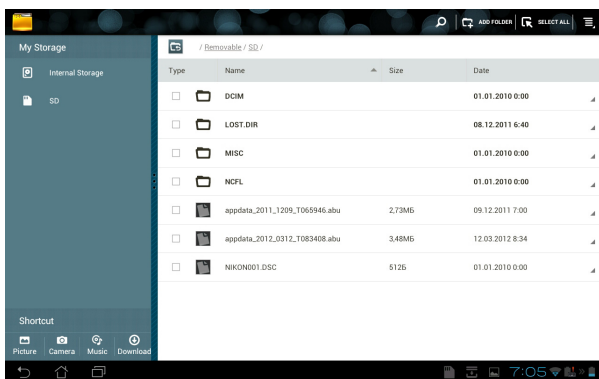 ADD FOLDER SELECT ALL
My Storage
/ Removable / SD /
Internal Storage
SD
Type Name Size Date
DCIM 01.01.2010 0:00
LOST.DIR 08.12.2011 6:40
MISC 01.01.2010 0:00
NCFL 01.01.2010 0:00
appdata_2011_1209_T065946.abu 2,73МБ 09.12.2011 7:00
appdata_2012_0312_T083408.abu 3,48МБ 12.03.2012 8:34
NIKON001.DSC 512Б 01.01.2010 0:00
Shortcut
Picture Camera Music Download
7:05